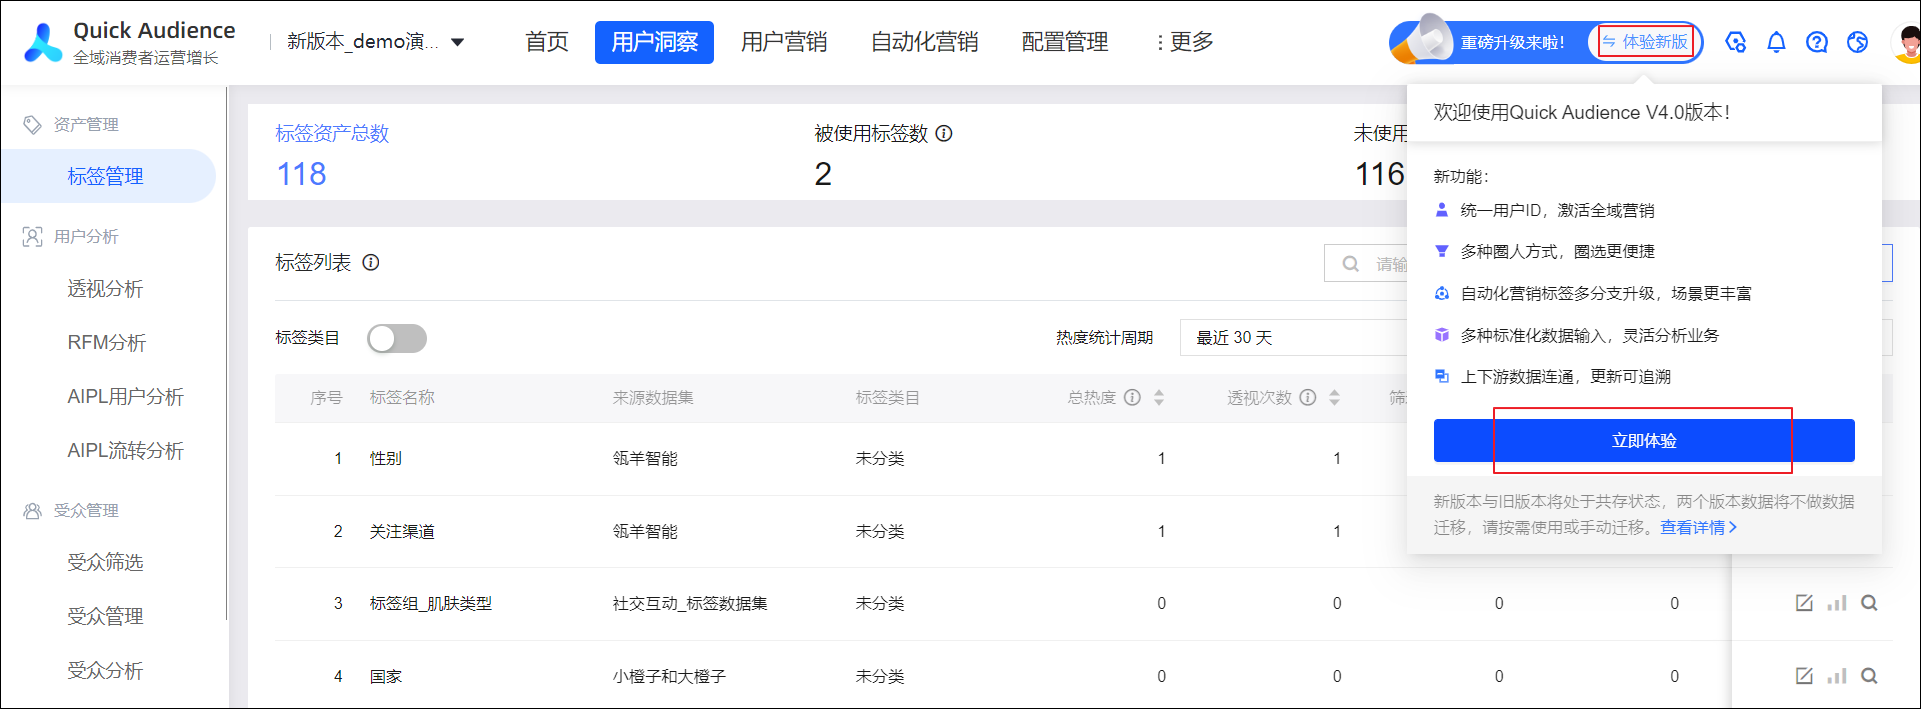 Quick Audience
全域消费者运营增长
新版本_demo演...
首页
用户洞察
用户营销
自动化营销
配置管理
更多
重磅升级来啦！
体验新版
资产管理
标签管理
用户分析
透视分析
RFM分析
AIPL用户分析
AIPL流转分析
受众管理
受众筛选
受众管理
受众分析
标签资产总数
118
被使用标签数
2
未使用
116
标签列表
请输
标签类目
热度统计周期
最近 30 天
序号 标签名称 来源数据集 标签类目 总热度 透视次数 筛
1 性别 瓴羊智能 未分类 1 1
2 关注渠道 瓴羊智能 未分类 1 1
3 标签组_肌肤类型 社交互动_标签数据集 未分类 0 0 0 0
4 国家 小橙子和大橙子 未分类 0 0 0 0
欢迎使用Quick Audience V4.0版本！
新功能：
统一用户ID，激活全域营销
多种圈人方式，圈选更便捷
自动化营销标签多分支升级，场景更丰富
多种标准化数据输入，灵活分析业务
上下游数据连通，更新可追溯
立即体验
新版本与旧版本将处于共存状态，两个版本数据将不做数据
迁移，请按需使用或手动迁移。查看详情